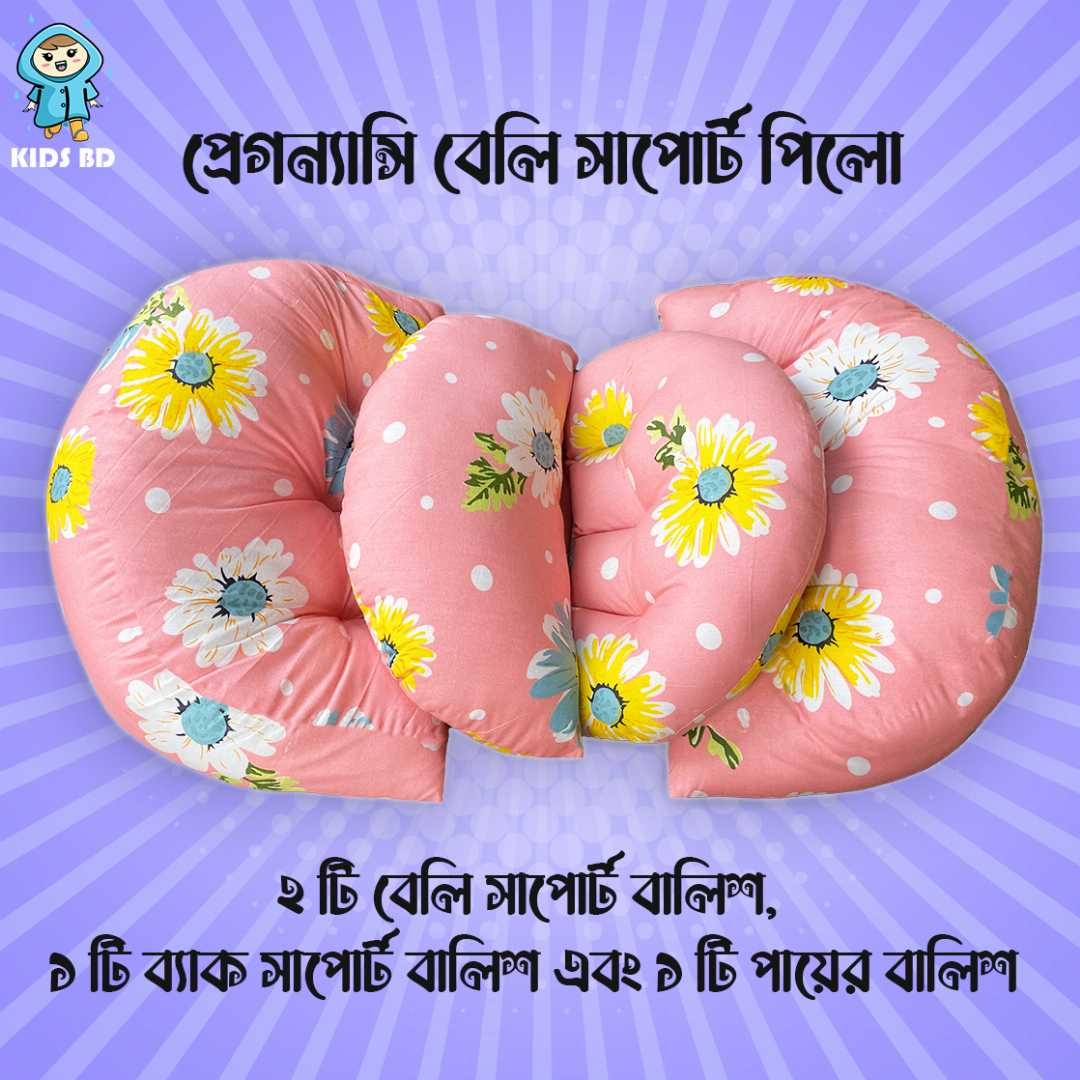 KIDS BD
প্রেগন্যান্সি বেলি সাপোর্ট পিলো
২ টি বেলি সাপোর্ট বালিশ,
১ টি ব্যাক সাপোর্ট বালিশ এবং ১ টি পায়ের বালিশ